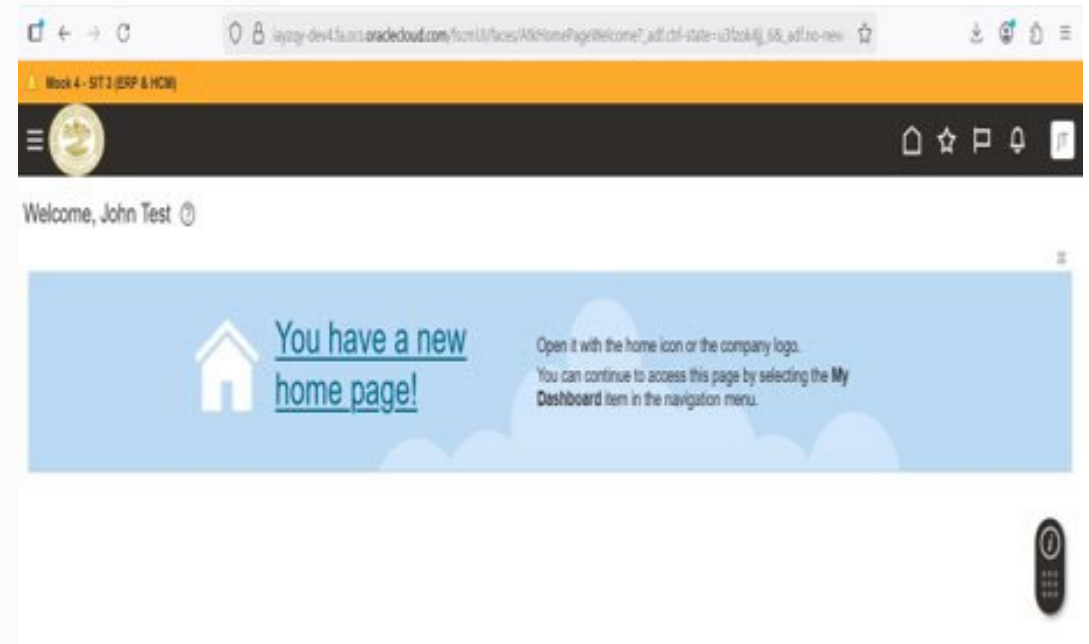 Mock 4 - SIT 2 (ERP & HCM)
JT
Welcome, John Test
You have a new
home page!
Open it with the home icon or the company logo.
You can continue to access this page by selecting the My
Dashboard item in the navigation menu.